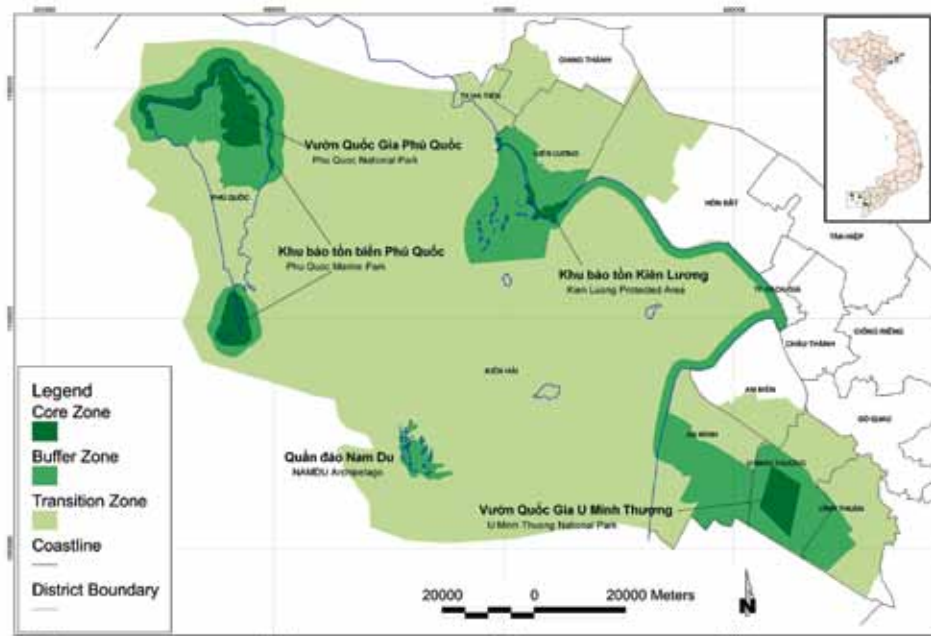 GIANG THÀNH
TX HÀ TIÊN
Vườn Quốc Gia Phú Quốc
Phu Quoc National Park
KIÊN LƯƠNG
PHÚ QUỐC
HÒN ĐẤT
TÂN HIỆP
Khu bảo tồn biển Phú Quốc
Phu Quoc Marine Park
Khu bảo tồn Kiên Lương
Kien Luong Protected Area
CHÂU THÀNH
GIỒNG RIỀNG
KIÊN HẢI
AN BIÊN
GÒ QUAO
Legend
Core Zone
Buffer Zone
Transition Zone
Coastline
District Boundary
AN MINH
Quần đảo Nam Du
NAMDU Archipelago
VĨNH THUẬN
Vườn Quốc Gia U Minh Thượng
U Minh Thuong National Park
20000 0 20000 Meters
N